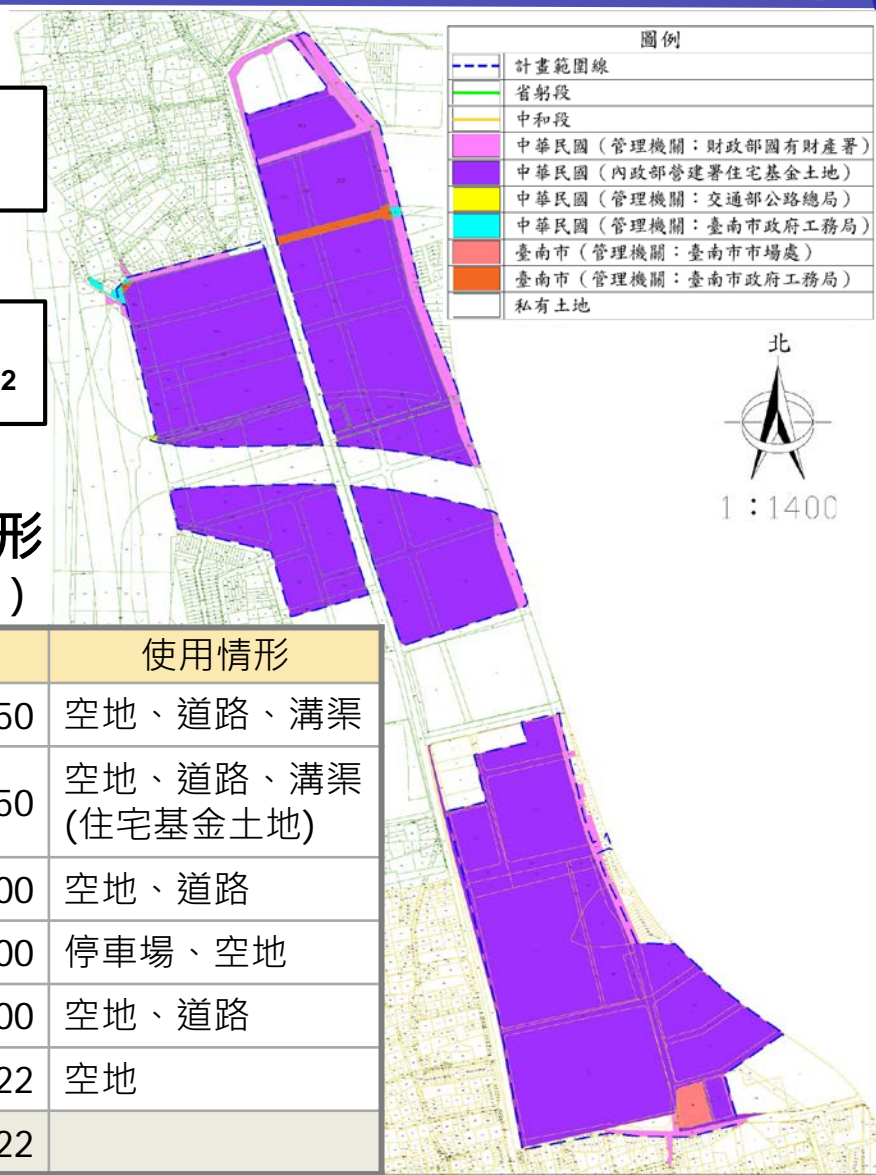 圖例
計畫範圍線
省躬段
中和段
中華民國（管理機關：財政部國有財產署）
中華民國（內政部營建署住宅基金土地）
中華民國（管理機關：交通部公路總局）
中華民國（管理機關：臺南市政府工務局）
臺南市（管理機關：臺南市市場處）
臺南市（管理機關：臺南市政府工務局）
私有土地
北
1：1400
2
形
)
使用情形
50 空地、道路、溝渠
50 空地、道路、溝渠
(住宅基金土地)
00 空地、道路
00 停車場、空地
00 空地、道路
22 空地
22